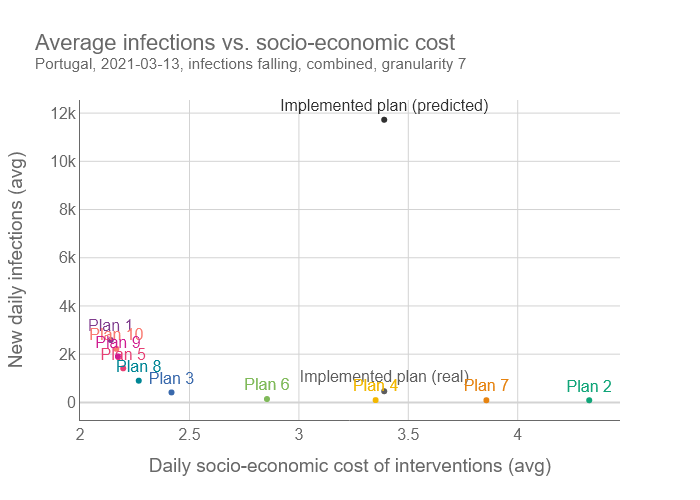 Average infections vs. socio-economic cost
Portugal, 2021-03-13, infections falling, combined, granularity 7
New daily infections (avg)
12k
10k
8k
6k
4k
2k
0
Implemented plan (predicted)
Plan 1
Plan 10
Plan 9
Plan 5
Plan 8
Plan 3
Plan 6
Implemented plan (real)
Plan 4
Plan 7
Plan 2
2 2.5 3 3.5 4
Daily socio-economic cost of interventions (avg)